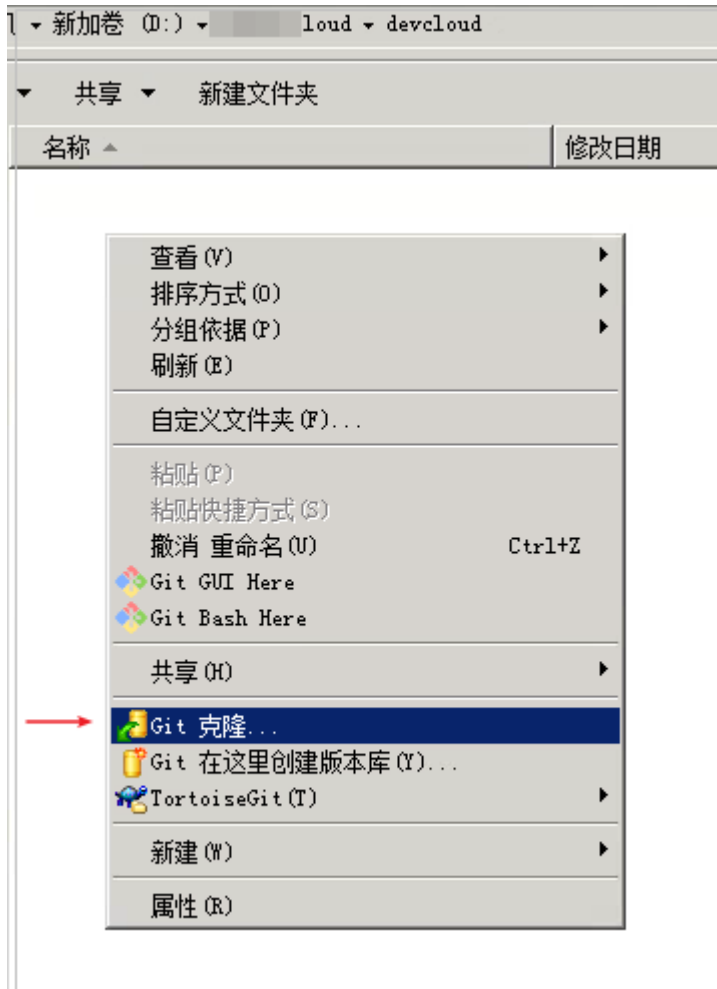 新加卷 (D:) loud devcloud
共享 新建文件夹
名称 修改日期
查看(V)
排序方式(O)
分组依据(P)
刷新(E)
自定义文件夹(F)...
粘贴(P)
粘贴快捷方式(S)
撤消 重命名(U) Ctrl+Z
Git GUI Here
Git Bash Here
共享(H)
Git 克隆...
Git 在这里创建版本库(Y)...
TortoiseGit(T)
新建(W)
属性(R)